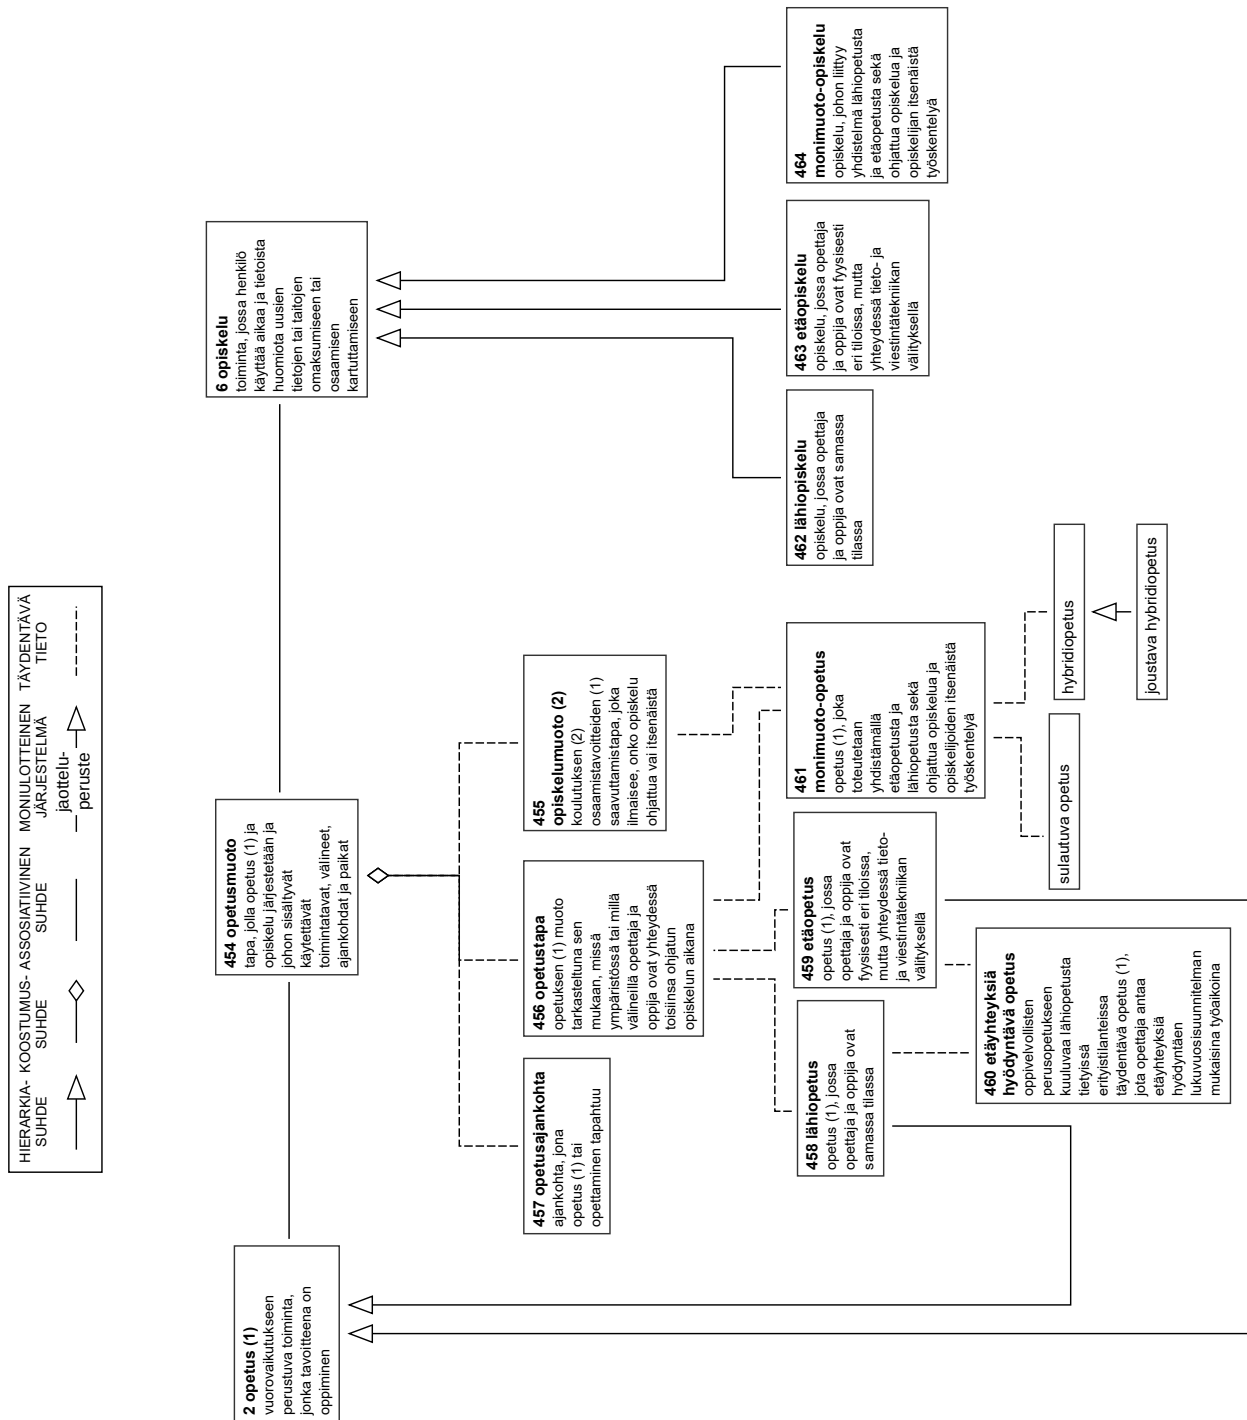 HIERARKIA- KOOSTUMUS- ASSOSIATIIVINEN MONIULOTTEINEN TÄYDENTÄVÄ
SUHDE SUHDE SUHDE JÄRJESTELMÄ TIETO
jaottelu-
peruste
2 opetus (1)
vuorovaikutukseen
perustuva toiminta,
jonka tavoitteena on
oppiminen
454 opetusmuoto
tapa, jolla opetus (1) ja
opiskelu järjestetään ja
johon sisältyvät
käytettävät
toimintatavat, välineet,
ajankohdat ja paikat
6 opiskelu
toiminta, jossa henkilö
käyttää aikaa ja tietoista
huomiota uusien
tietojen tai taitojen
omaksumiseen tai
osaamisen
kartuttamiseen
457 opetusajankohta
ajankohta, jona
opetus (1) tai
opettaminen tapahtuu
456 opetustapa
opetuksen (1) muoto
tarkasteltuna sen
mukaan, missä
ympäristössä tai millä
välineillä opettaja ja
oppija ovat yhteydessä
toisiinsa ohjatun
opiskelun aikana
455
opiskelumuoto (2)
koulutuksen (2)
osaamistavoitteiden (1)
saavuttamistapa, joka
ilmaisee, onko opiskelu
ohjattua vai itsenäistä
458 lähiopetus
opetus (1), jossa
opettaja ja oppija ovat
samassa tilassa
459 etäopetus
opetus (1), jossa
opettaja ja oppija ovat
fyysisesti eri tiloissa,
mutta yhteydessä tieto-
ja viestintätekniikan
välityksellä
461
monimuoto-opetus
opetus (1), joka
toteutetaan
yhdistämällä
etäopetusta ja
lähiopetusta sekä
ohjattua opiskelua ja
opiskelijoiden itsenäistä
työskentelyä
462 lähiopiskelu
opiskelu, jossa opettaja
ja oppija ovat samassa
tilassa
463 etäopiskelu
opiskelu, jossa opettaja
ja oppija ovat fyysisesti
eri tiloissa, mutta
yhteydessä tieto- ja
viestintätekniikan
välityksellä
464
monimuoto-opiskelu
opiskelu, johon liittyy
yhdistelmä lähiopetusta
ja etäopetusta sekä
ohjattua opiskelua ja
opiskelijan itsenäistä
työskentelyä
460 etäyhteyksiä
hyödyntävä opetus
oppivelvollisten
perusopetukseen
kuuluvaa lähiopetusta
tietyissä
erityistilanteissa
täydentävä opetus (1),
jota opettaja antaa
etäyhteyksiä
hyödyntäen
lukuvuosisuunnitelman
mukaisina työaikoina
sulautuva opetus
hybridiopetus
joustava hybridiopetus